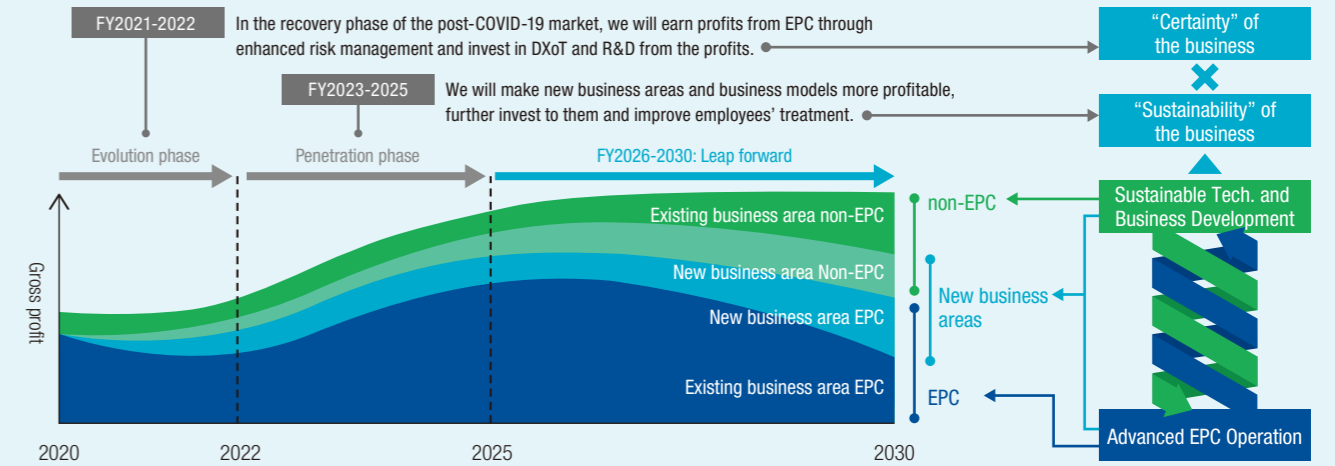 FY2021-2022
In the recovery phase of the post-COVID-19 market, we will earn profits from EPC through
enhanced risk management and invest in DXoT and R&D from the profits.
“Certainty” of
the business
FY2023-2025
We will make new business areas and business models more profitable,
further invest to them and improve employees’ treatment.
“Sustainability” of
the business
Evolution phase
Penetration phase
FY2026-2030: Leap forward
Gross profit
Existing business area non-EPC
New business area Non-EPC
New business area EPC
Existing business area EPC
non-EPC
New business
areas
EPC
Sustainable Tech. and
Business Development
Advanced EPC Operation
2020
2022
2025
2030